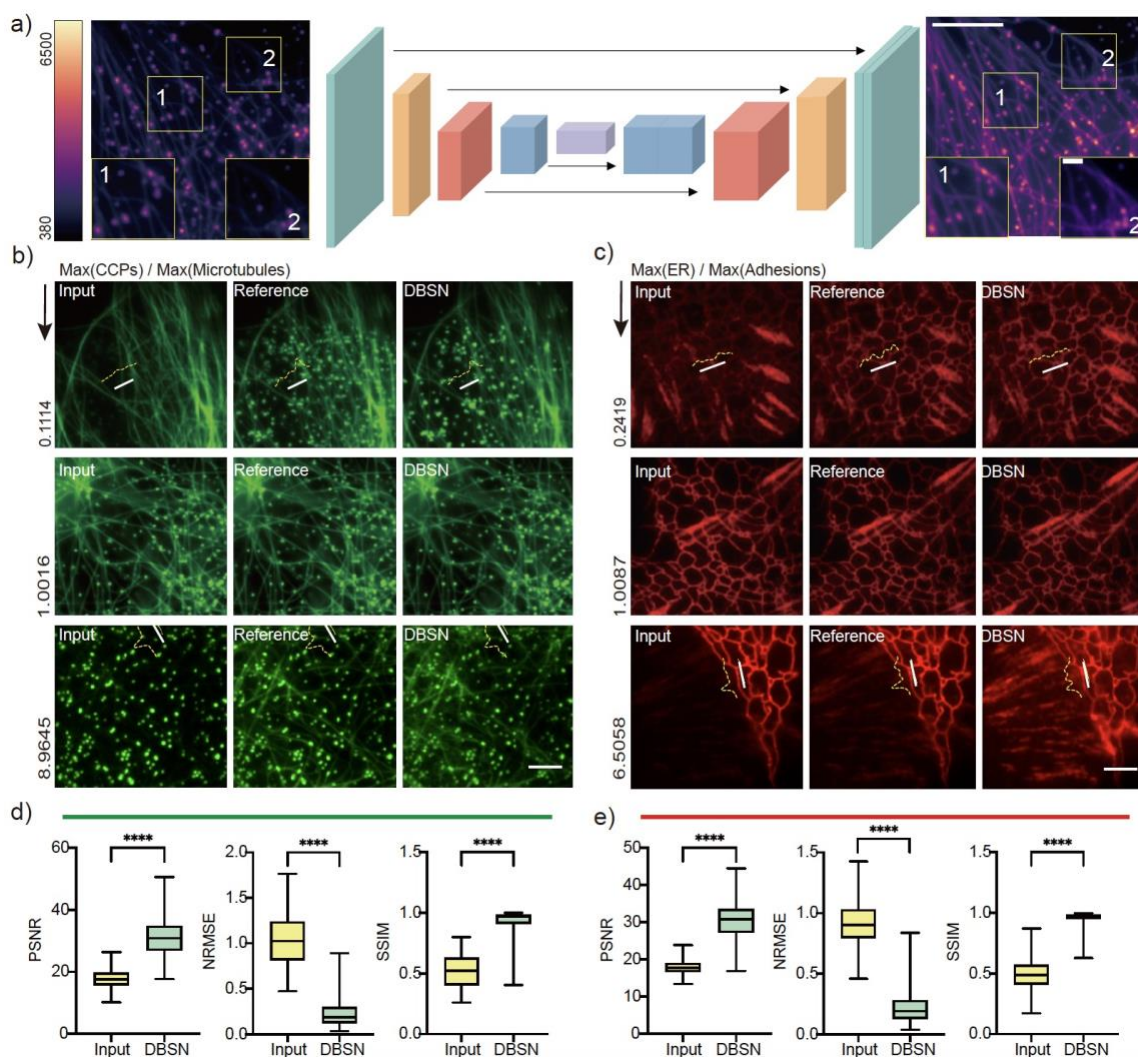 a)
6500
380
1
2
1
2
1
2
1
2
b)
Max(CCPs) / Max(Microtubules)
Input
Reference
DBSN
0.1114
Input
Reference
DBSN
1.0016
Input
Reference
DBSN
8.9645
c)
Max(ER) / Max(Adhesions)
Input
Reference
DBSN
0.2419
Input
Reference
DBSN
1.0087
Input
Reference
DBSN
6.5058
d)
PSNR
60
40
20
0
****
Input DBSN
NRMSE
2.0
1.5
1.0
0.5
0.0
****
Input DBSN
SSIM
1.5
1.0
0.5
0.0
****
Input DBSN
e)
PSNR
50
40
30
20
10
0
****
Input DBSN
NRMSE
1.5
1.0
0.5
0.0
****
Input DBSN
SSIM
1.5
1.0
0.5
0.0
****
Input DBSN